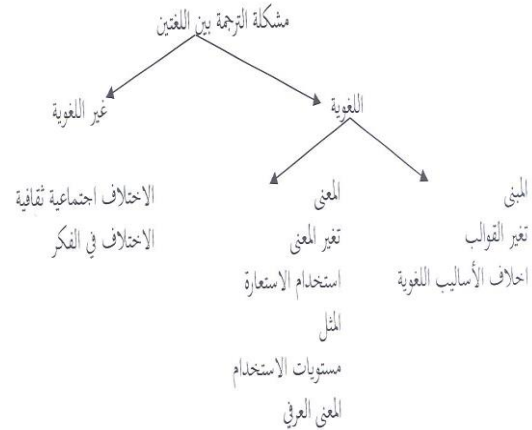 مشكلة الترجمة بين اللغتين
اللغوية
غير اللغوية
المبنى
تغير القوالب
اخلاف الأساليب اللغوية
المعنى
تغير المعنى
استخدام الاستعارة
المثل
مستويات الاستخدام
المعنى العرفي
الاختلاف اجتماعية ثقافية
الاختلاف في الفكر